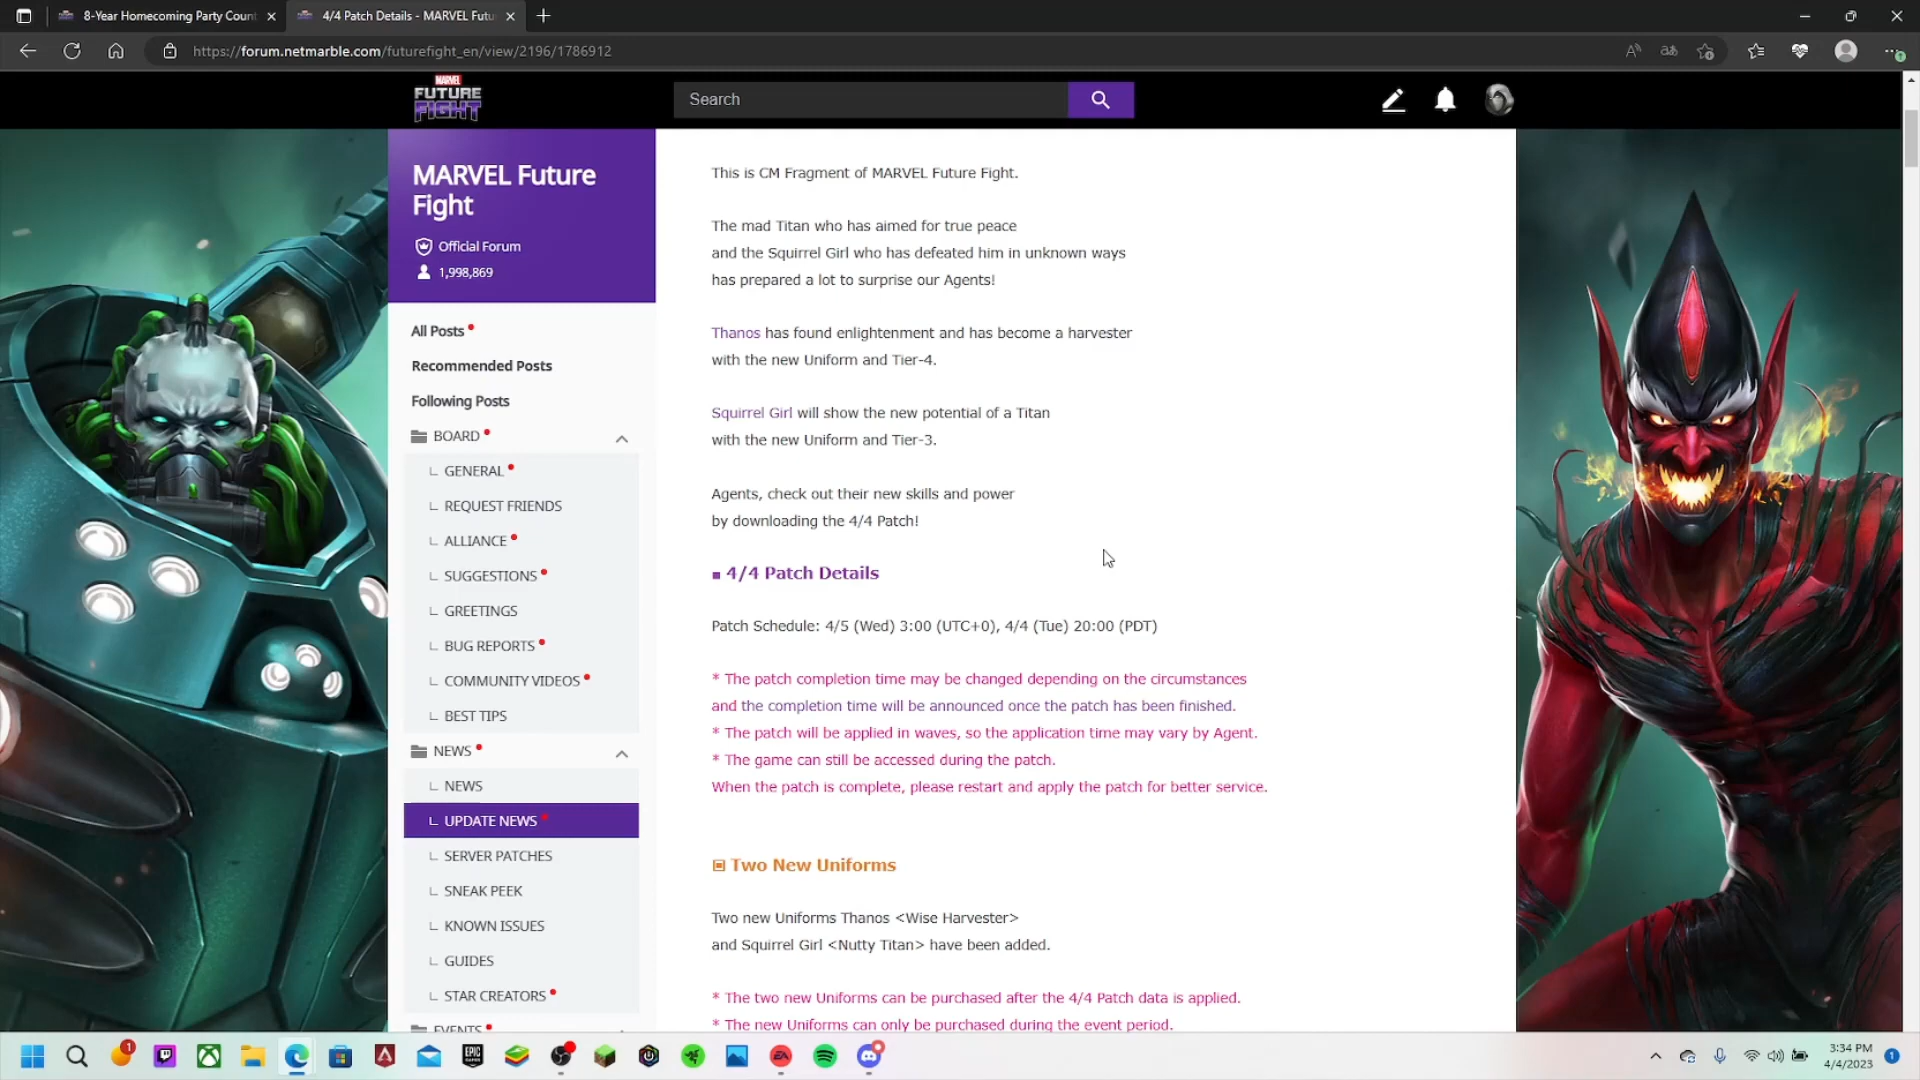 8-Year Homecoming Party Count
4/4 Patch Details - MARVEL Futu
https://forum.netmarble.com/futurefight_en/view/2196/1786912
MARVEL
FUTURE
FIGHT
Search
MARVEL Future
Fight
Official Forum
1,998,869
All Posts
Recommended Posts
Following Posts
BOARD
GENERAL
REQUEST FRIENDS
ALLIANCE
SUGGESTIONS
GREETINGS
BUG REPORTS
COMMUNITY VIDEOS
BEST TIPS
NEWS
NEWS
UPDATE NEWS
SERVER PATCHES
SNEAK PEEK
KNOWN ISSUES
GUIDES
STAR CREATORS
EVENTS
This is CM Fragment of MARVEL Future Fight.
The mad Titan who has aimed for true peace
and the Squirrel Girl who has defeated him in unknown ways
has prepared a lot to surprise our Agents!
Thanos has found enlightenment and has become a harvester
with the new Uniform and Tier-4.
Squirrel Girl will show the new potential of a Titan
with the new Uniform and Tier-3.
Agents, check out their new skills and power
by downloading the 4/4 Patch!
■ 4/4 Patch Details
Patch Schedule: 4/5 (Wed) 3:00 (UTC+0), 4/4 (Tue) 20:00 (PDT)
* The patch completion time may be changed depending on the circumstances
and the completion time will be announced once the patch has been finished.
* The patch will be applied in waves, so the application time may vary by Agent.
* The game can still be accessed during the patch.
When the patch is complete, please restart and apply the patch for better service.
▣ Two New Uniforms
Two new Uniforms Thanos <Wise Harvester>
and Squirrel Girl <Nutty Titan> have been added.
* The two new Uniforms can be purchased after the 4/4 Patch data is applied.
* The new Uniforms can only be purchased during the event period.
1
EPIC
GAMES
EA
3:34 PM
4/4/2023
1